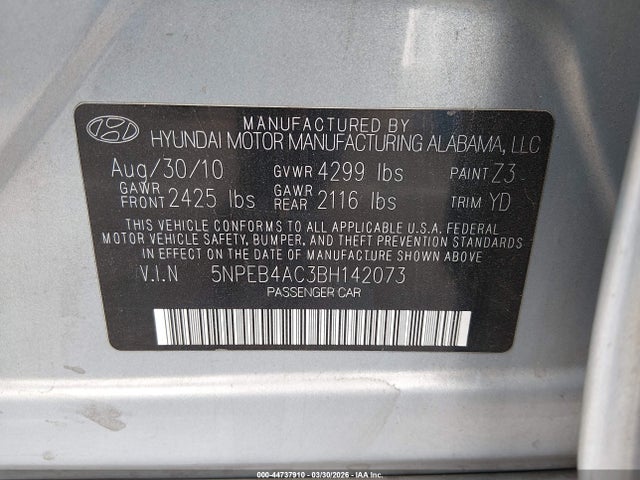 MANUFACTURED BY
HYUNDAI MOTOR MANUFACTURING ALABAMA, LLC
Aug/30/10 GVWR 4299 lbs PAINT Z3
GAWR FRONT 2425 lbs GAWR REAR 2116 lbs TRIM YD
THIS VEHICLE CONFORMS TO ALL APPLICABLE U.S.A. FEDERAL
MOTOR VEHICLE SAFETY, BUMPER, AND THEFT PREVENTION STANDARDS
IN EFFECT ON THE DATE OF MANUFACTURE SHOWN ABOVE.
V.I.N 5NPEB4AC3BH142073
PASSENGER CAR
000-44737910 - 03/30/2026 - IAA Inc.